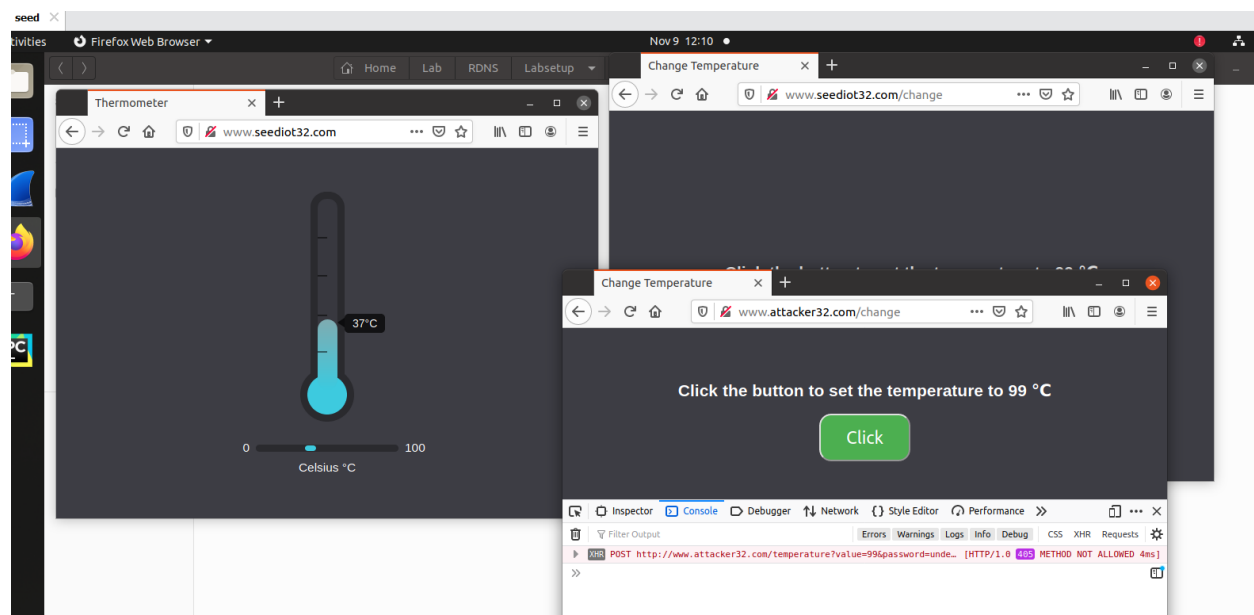 seed
tivities Firefox Web Browser Nov 9 12:10
Home Lab RDNS Labsetup
Thermometer
www.seediot32.com
37°C
0 100
Celsius °C
Change Temperature
www.seediot32.com/change
Change Temperature
www.attacker32.com/change
Click the button to set the temperature to 99 °C
Click
Inspector Console Debugger Network {} Style Editor Performance
Filter Output Errors Warnings Logs Info Debug CSS XHR Requests
XHR POST http://www.attacker32.com/temperature?value=99&password=unde… [HTTP/1.0 405 METHOD NOT ALLOWED 4ms]
PC